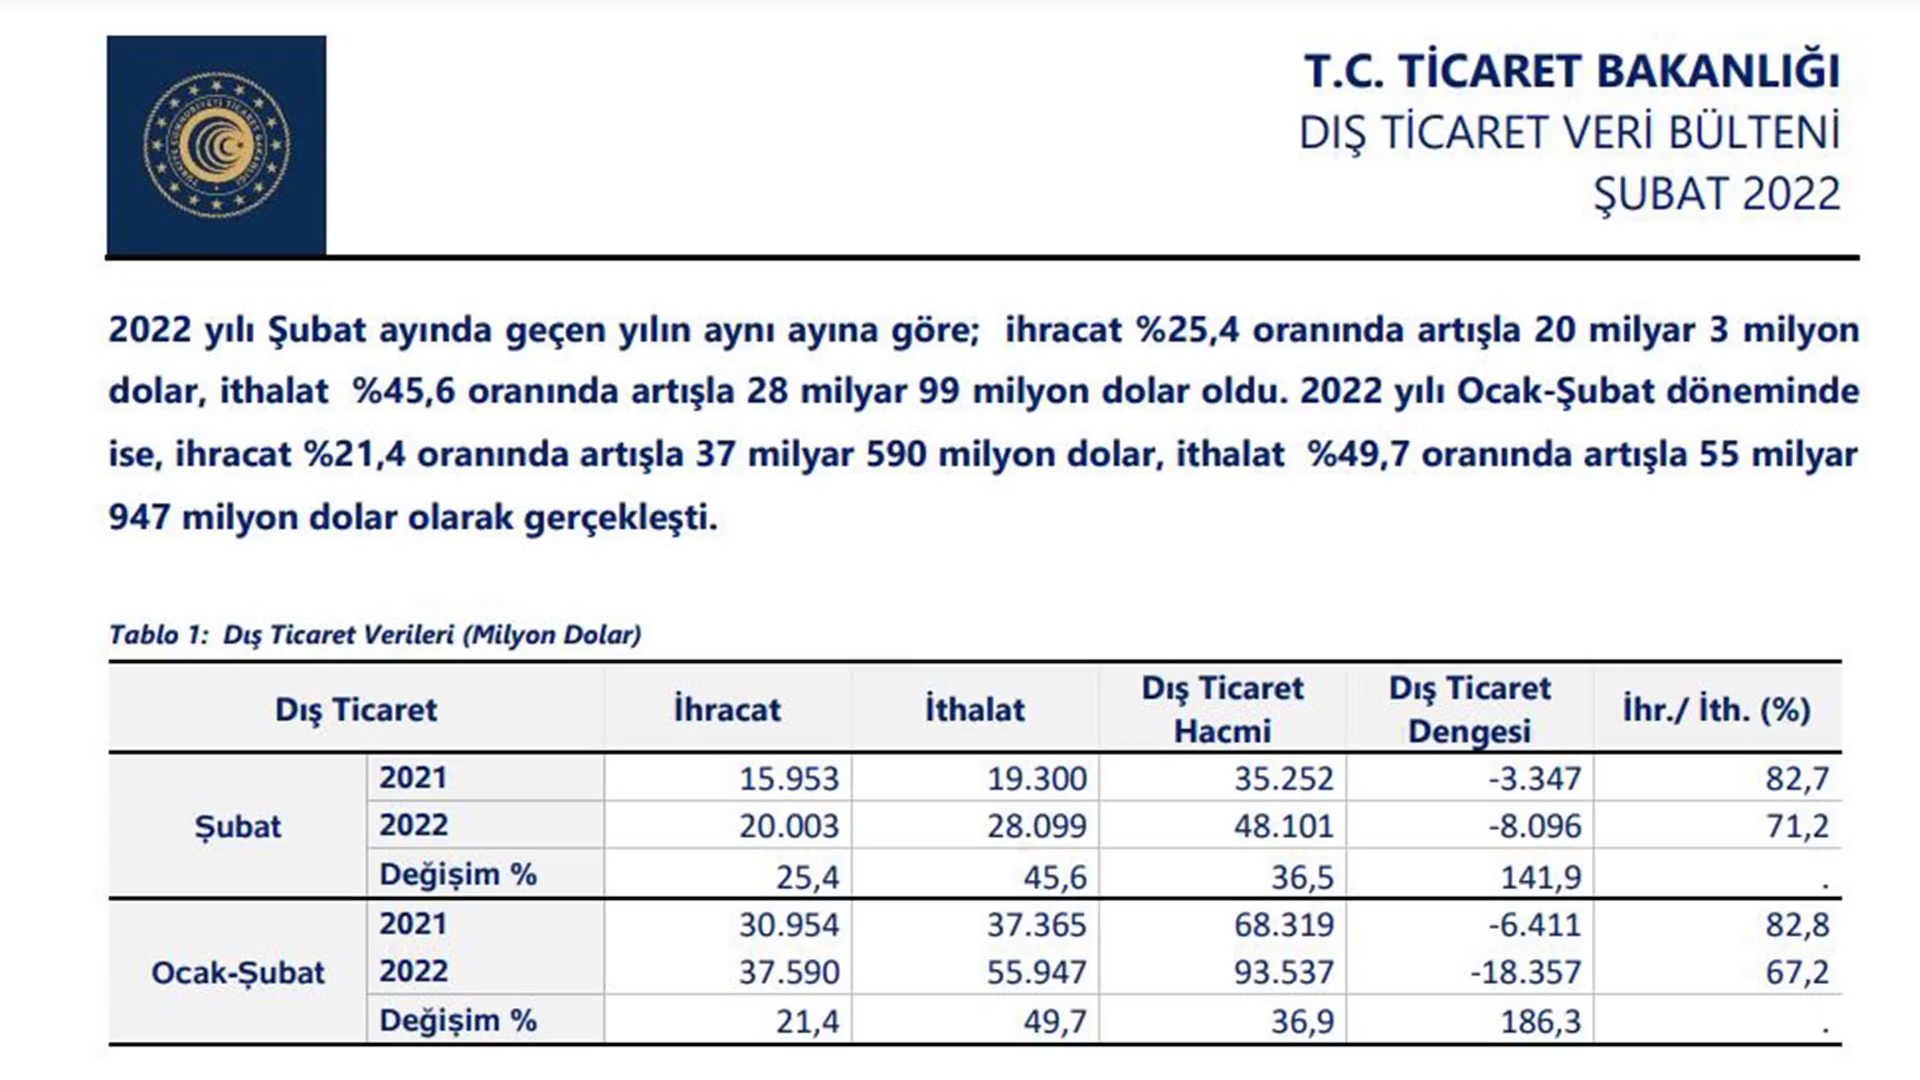 T.C. TİCARET BAKANLIĞI
DIŞ TİCARET VERİ BÜLTENİ
ŞUBAT 2022
2022 yılı Şubat ayında geçen yılın aynı ayına göre; ihracat %25,4 oranında artışla 20 milyar 3 milyon
dolar, ithalat %45,6 oranında artışla 28 milyar 99 milyon dolar oldu. 2022 yılı Ocak-Şubat döneminde
ise, ihracat %21,4 oranında artışla 37 milyar 590 milyon dolar, ithalat %49,7 oranında artışla 55 milyar
947 milyon dolar olarak gerçekleşti.
Tablo 1: Dış Ticaret Verileri (Milyon Dolar)
Dış Ticaret İhracat İthalat Dış Ticaret Hacmi Dış Ticaret Dengesi İhr./ İth. (%)
Şubat
2021 15.953 19.300 35.252 -3.347 82,7
2022 20.003 28.099 48.101 -8.096 71,2
Değişim % 25,4 45,6 36,5 141,9 .
Ocak-Şubat
2021 30.954 37.365 68.319 -6.411 82,8
2022 37.590 55.947 93.537 -18.357 67,2
Değişim % 21,4 49,7 36,9 186,3 .